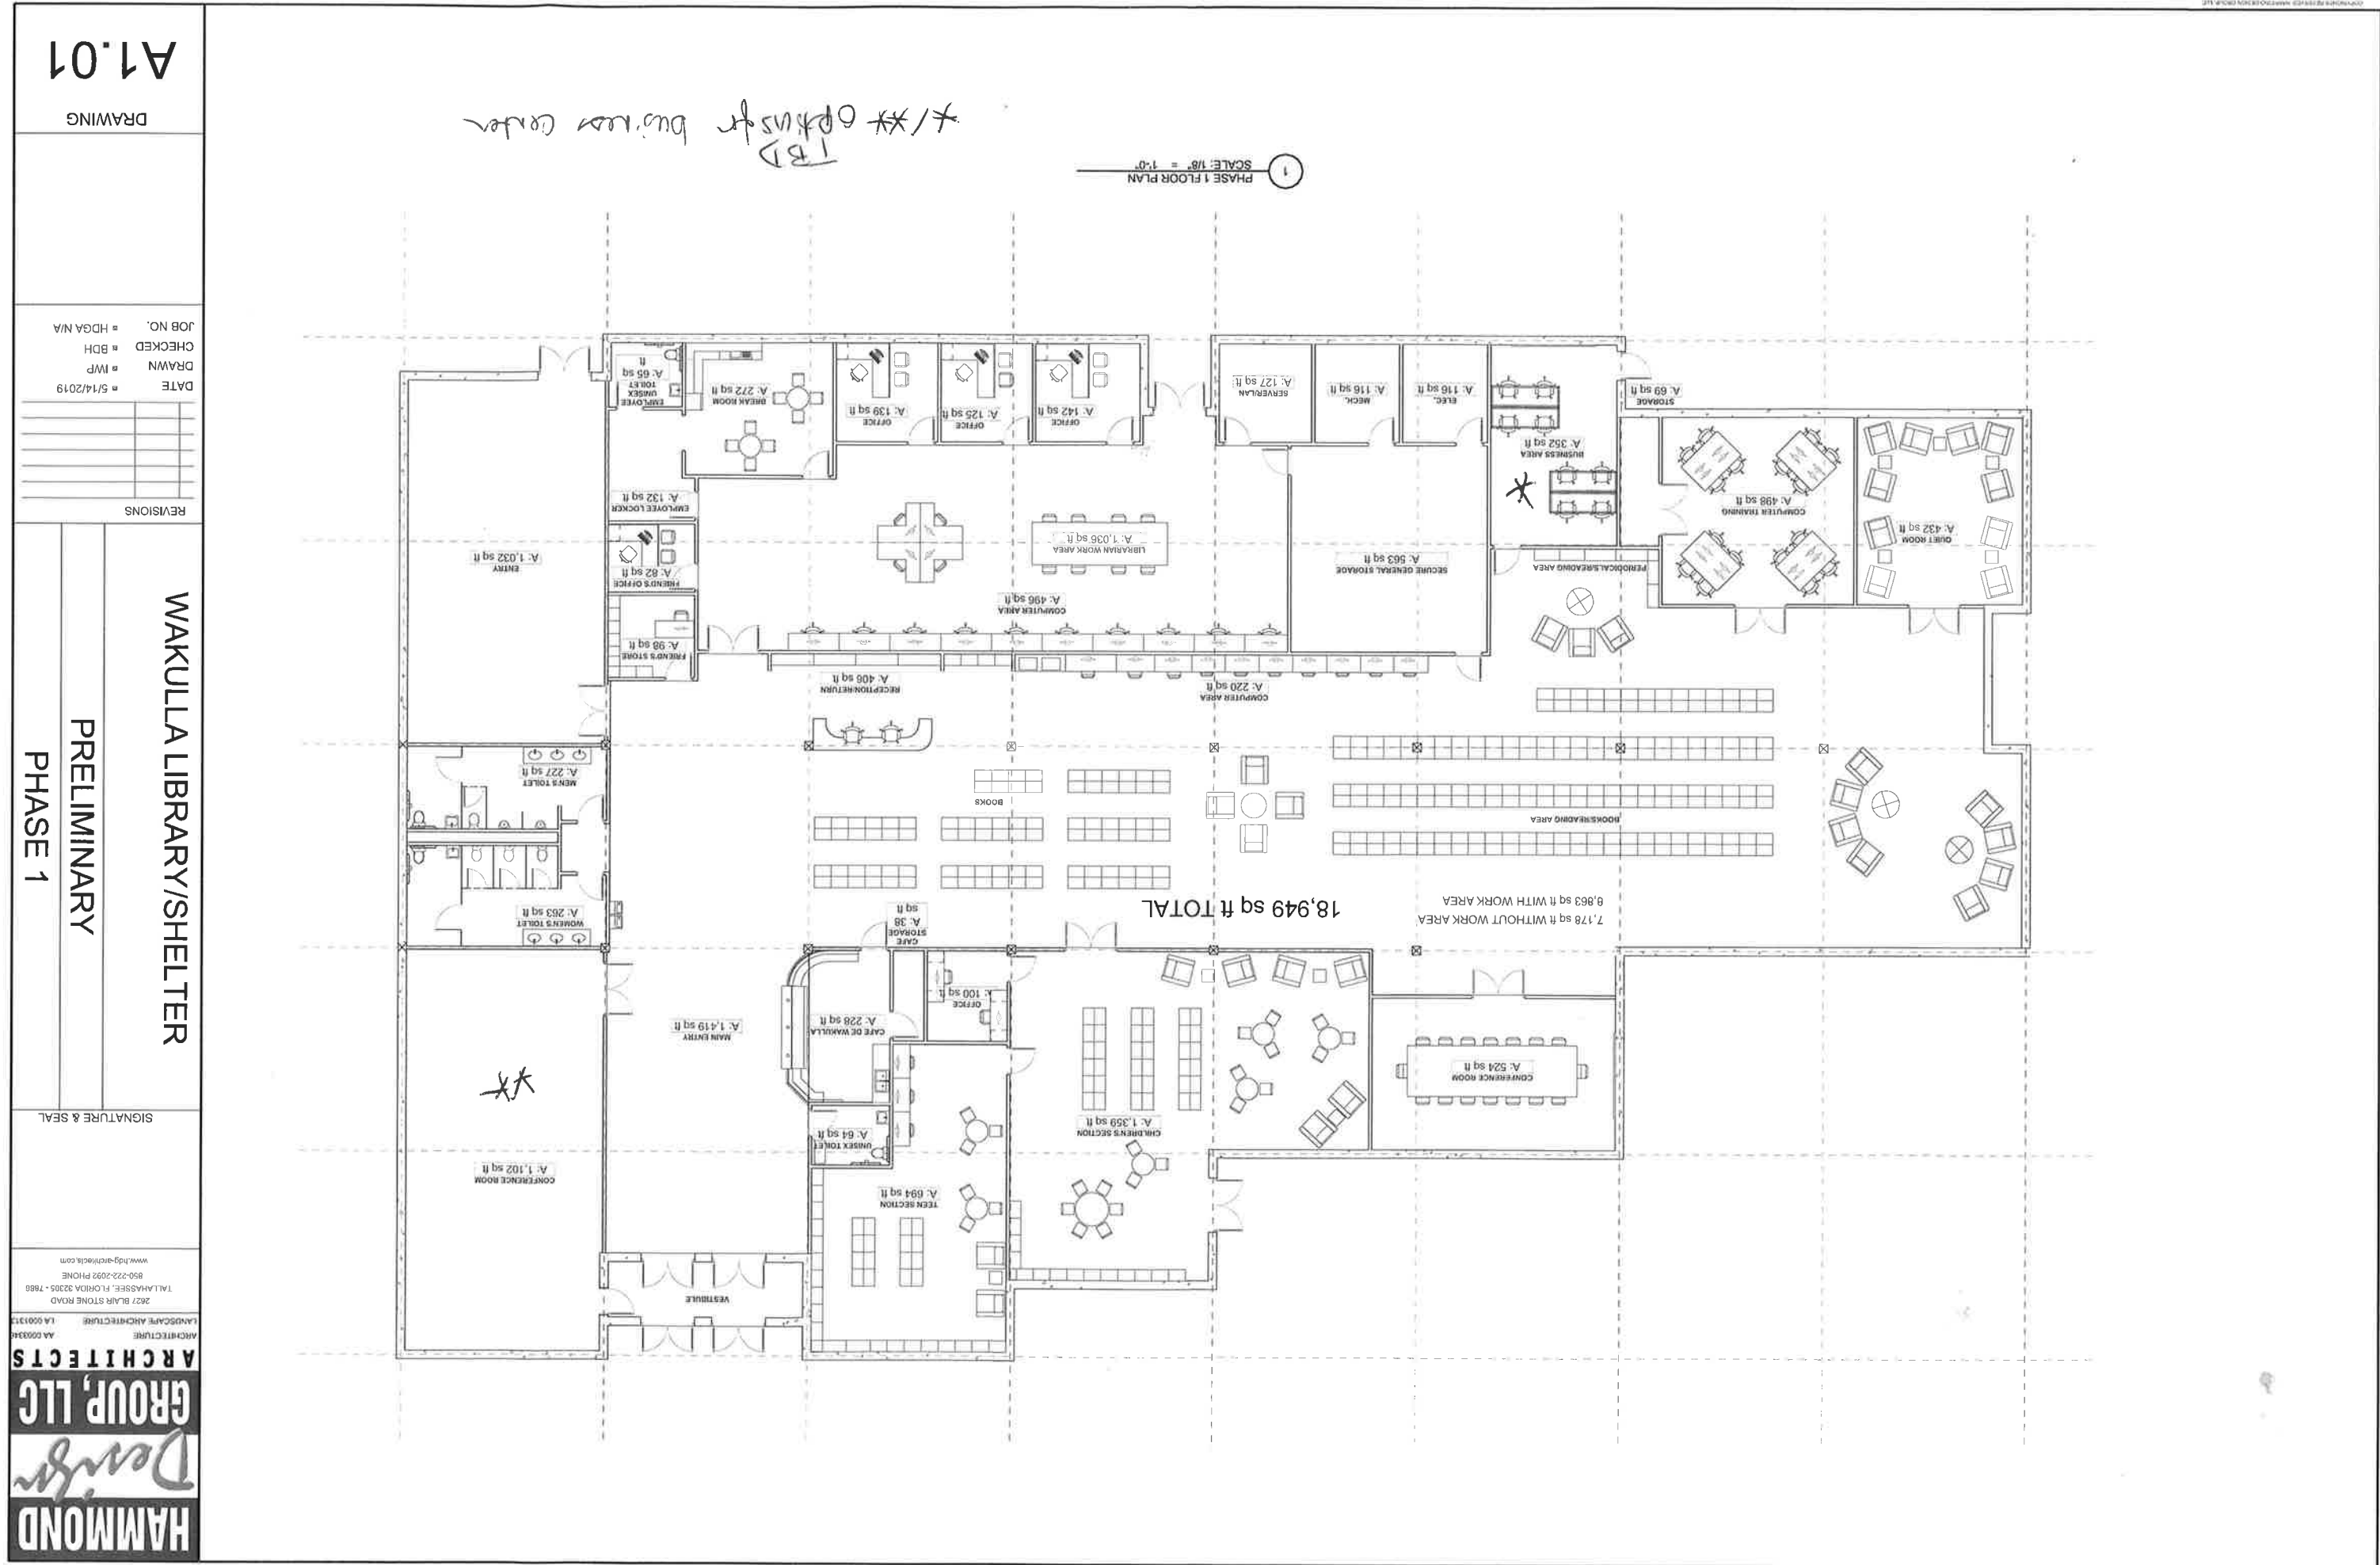 VESTIBULE
TEEN SECTION
A: 694 sq ft
CONFERENCE ROOM
A: 1,102 sq ft
UNISEX TOILET
A: 64 sq ft
CHILDREN'S SECTION
A: 1,359 sq ft
CONFERENCE ROOM
A: 524 sq ft
**
MAIN ENTRY
A: 1,419 sq ft
CAFE DE WAKULLA
A: 228 sq ft
OFFICE
A: 100 sq ft
CAFE
STORAGE
A: 38
sq ft
7,178 sq ft WITHOUT WORK AREA
8,963 sq ft WITH WORK AREA
18,949 sq ft TOTAL
WOMEN'S TOILET
A: 263 sq ft
BOOKS/READING AREA
BOOKS
MEN'S TOILET
A: 227 sq ft
COMPUTER AREA
A: 220 sq ft
RECEPTION/RETURN
A: 406 sq ft
FRIEND'S STORE
A: 98 sq ft
COMPUTER AREA
A: 496 sq ft
FRIEND'S OFFICE
A: 82 sq ft
PERIODICALS/READING AREA
SECURE GENERAL STORAGE
A: 563 sq ft
ENTRY
A: 1,032 sq ft
LIBRARIAN WORK AREA
A: 1,036 sq ft
QUIET ROOM
A: 432 sq ft
COMPUTER TRAINING
A: 498 sq ft
*
EMPLOYEE LOCKER
A: 132 sq ft
BUSINESS AREA
A: 352 sq ft
OFFICE
A: 142 sq ft
OFFICE
A: 125 sq ft
OFFICE
A: 139 sq ft
STORAGE
A: 69 sq ft
ELEC.
A: 116 sq ft
MECH.
A: 116 sq ft
SERVER/LAN
A: 127 sq ft
BREAK ROOM
A: 272 sq ft
EMPLOYEE
UNISEX
TOILET
A: 65 sq
ft
1
PHASE 1 FLOOR PLAN
SCALE: 1/8" = 1'-0"
TBD
*/** Options for business center
HAMMOND
Design
GROUP, LLC
ARCHITECTS
ARCHITECTURE
LANDSCAPE ARCHITECTURE
2627 BLAIR STONE ROAD
TALLAHASSEE, FLORIDA 32305 -
850-222-2092 PHONE
www.hdg-architects.com
SIGNATURE & SEAL
WAKULLA LIBRARY/SHELTER
PRELIMINARY
PHASE 1
REVISIONS
DATE 5/14/2019
DRAWN IWP
CHECKED BDH
JOB NO. HDGA N/A
DRAWING
A1.01